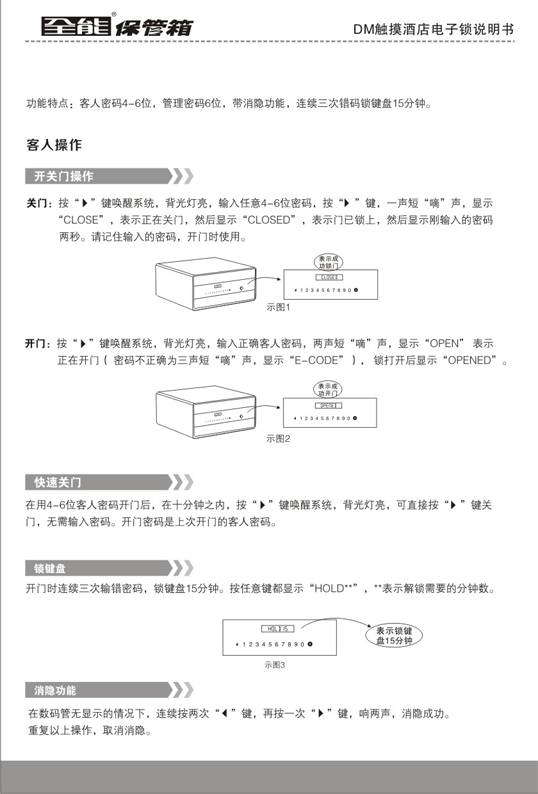 全能® 保管箱
DM触摸酒店电子锁说明书
功能特点：客人密码4-6位，管理密码6位，带消隐功能，连续三次错码锁键盘15分钟。
客人操作
开关门操作
关门：按“▶”键唤醒系统，背光灯亮，输入任意4-6位密码，按“▶”键，一声短“嘀”声，显示
“CLOSE”，表示正在关门，然后显示“CLOSED”，表示门已锁上，然后显示刚输入的密码
两秒。请记住输入的密码，开门时使用。
表示成
功锁门
CLOSED
1 2 3 4 5 6 7 8 9 0
示图1
开门：按“▶”键唤醒系统，背光灯亮，输入正确客人密码，两声短“嘀”声，显示“OPEN” 表示
正在开门（ 密码不正确为三声短“嘀”声，显示“E-CODE”），锁打开后显示“OPENED”。
表示成
功开门
OPENED
1 2 3 4 5 6 7 8 9 0
示图2
快速关门
在用4-6位客人密码开门后，在十分钟之内，按“▶”键唤醒系统，背光灯亮，可直接按“▶”键关
门，无需输入密码。开门密码是上次开门的客人密码。
锁键盘
开门时连续三次输错密码，锁键盘15分钟。按任意键都显示“HOLD**”，**表示解锁需要的分钟数。
HOLD15
1 2 3 4 5 6 7 8 9 0
表示锁键
盘15分钟
示图3
消隐功能
在数码管无显示的情况下，连续按两次“◀”键，再按一次“▶”键，响两声，消隐成功。
重复以上操作，取消消隐。